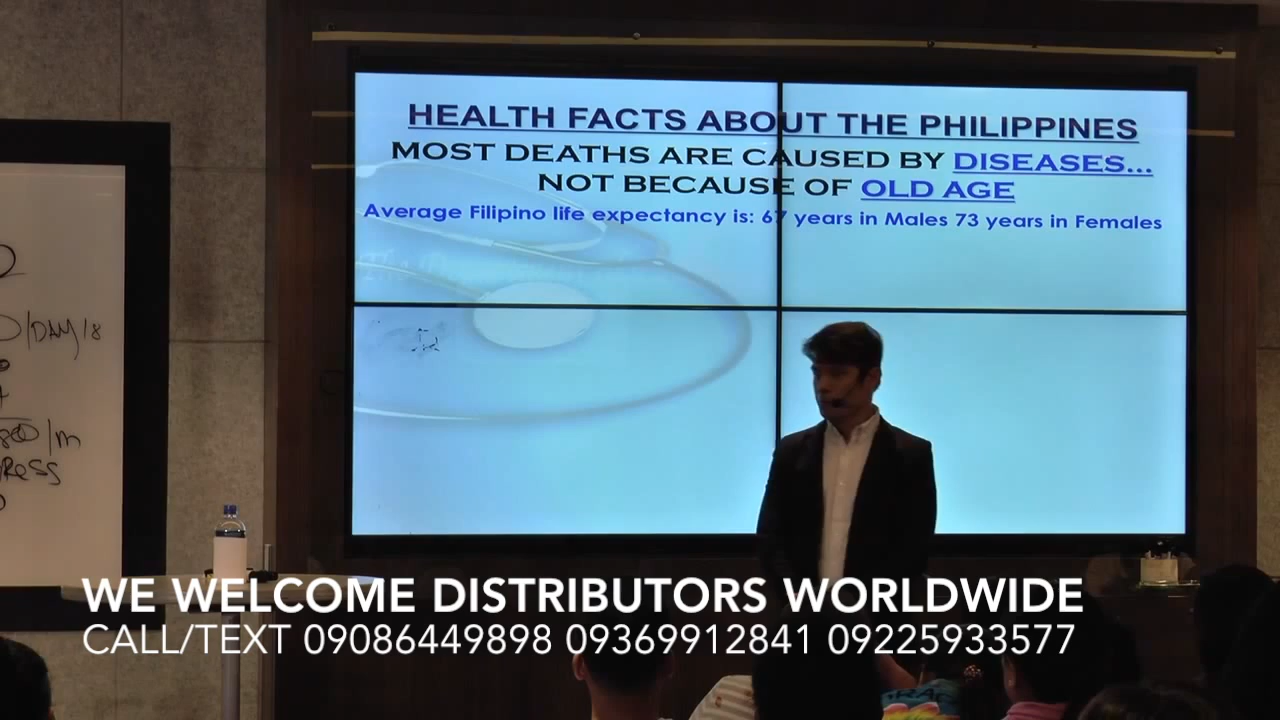 HEALTH FACTS ABOUT THE PHILIPPINES
MOST DEATHS ARE CAUSED BY DISEASES...
NOT BECAUSE OF OLD AGE
Average Filipino life expectancy is: 67 years in Males 73 years in Females
/DAY/8
/m
WE WELCOME DISTRIBUTORS WORLDWIDE
CALL/TEXT 09086449898 09369912841 09225933577